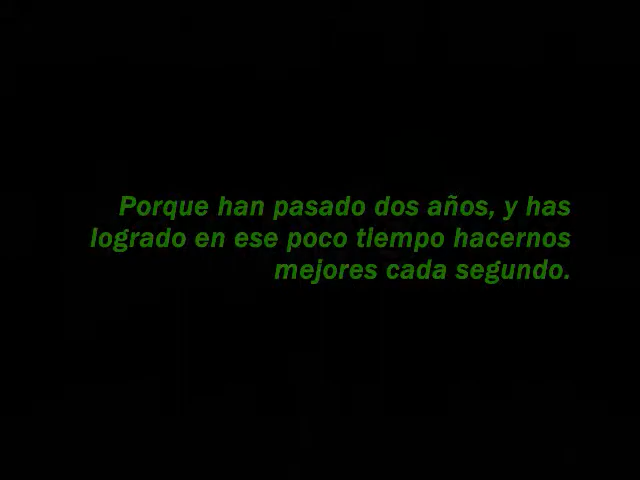 Porque han pasado dos años, y has
logrado en ese poco tiempo hacernos
mejores cada segundo.